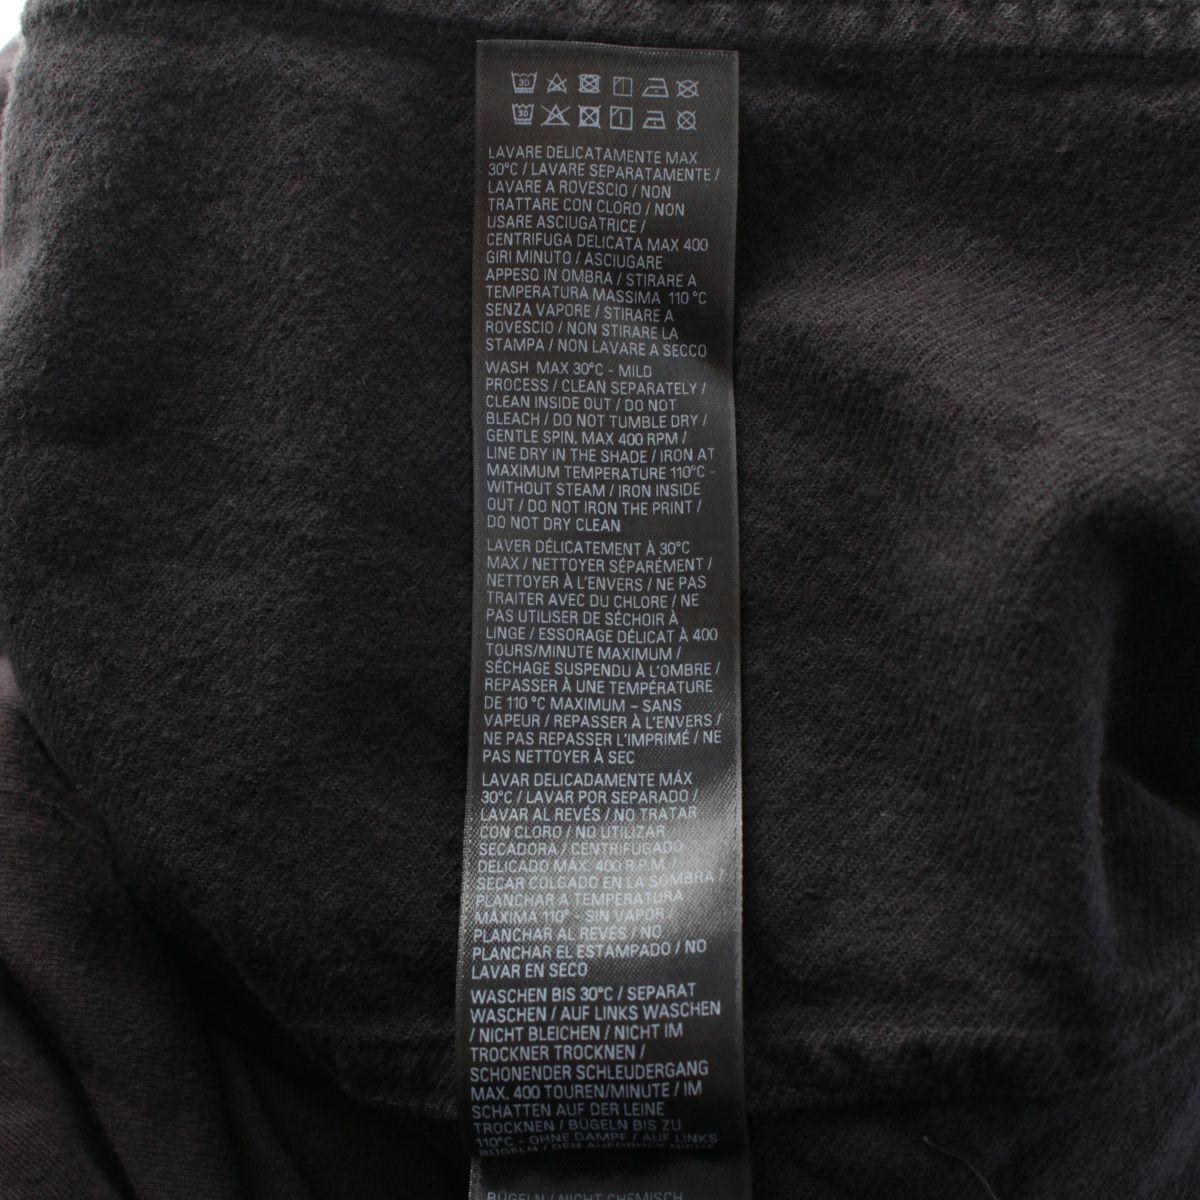 30
30
LAVARE DELICATAMENTE MAX
30°C / LAVARE SEPARATAMENTE /
LAVARE A ROVESCIO / NON
TRATTARE CON CLORO / NON
USARE ASCIUGATRICE /
CENTRIFUGA DELICATA MAX 400
GIRI MINUTO / ASCIUGARE
APPESO IN OMBRA / STIRARE A
TEMPERATURA MASSIMA 110 °C
SENZA VAPORE / STIRARE A
ROVESCIO / NON STIRARE LA
STAMPA / NON LAVARE A SECCO
WASH MAX 30°C - MILD
PROCESS / CLEAN SEPARATELY /
CLEAN INSIDE OUT / DO NOT
BLEACH / DO NOT TUMBLE DRY /
GENTLE SPIN. MAX 400 RPM /
LINE DRY IN THE SHADE / IRON AT
MAXIMUM TEMPERATURE 110°C -
WITHOUT STEAM / IRON INSIDE
OUT / DO NOT IRON THE PRINT /
DO NOT DRY CLEAN
LAVER DÉLICATEMENT À 30°C
MAX / NETTOYER SÉPARÉMENT /
NETTOYER À L'ENVERS / NE PAS
TRAITER AVEC DU CHLORE / NE
PAS UTILISER DE SÉCHOIR À
LINGE / ESSORAGE DÉLICAT À 400
TOURS/MINUTE MAXIMUM /
SÉCHAGE SUSPENDU À L'OMBRE /
REPASSER À UNE TEMPÉRATURE
DE 110 °C MAXIMUM – SANS
VAPEUR / REPASSER À L'ENVERS /
NE PAS REPASSER L'IMPRIMÉ / NE
PAS NETTOYER À SEC
LAVAR DELICADAMENTE MÁX
30°C / LAVAR POR SEPARADO /
LAVAR AL REVÉS / NO TRATAR
CON CLORO / NO UTILIZAR
SECADORA / CENTRIFUGADO
DELICADO MÁX. 400 R.P.M. /
SECAR COLGADO EN LA SOMBRA /
PLANCHAR A TEMPERATURA
MÁXIMA 110° - SIN VAPOR /
PLANCHAR AL REVÉS / NO
PLANCHAR EL ESTAMPADO / NO
LAVAR EN SECO
WASCHEN BIS 30°C / SEPARAT
WASCHEN / AUF LINKS WASCHEN
/ NICHT BLEICHEN / NICHT IM
TROCKNER TROCKNEN /
SCHONENDER SCHLEUDERGANG
MAX. 400 TOUREN/MINUTE / IM
SCHATTEN AUF DER LEINE
TROCKNEN / BÜGELN BIS ZU
110°C - OHNE DAMPF / AUF LINKS
BÜGELN / DEN AUFDRUCK NICHT
BÜGELN / NICHT CHEMISCH